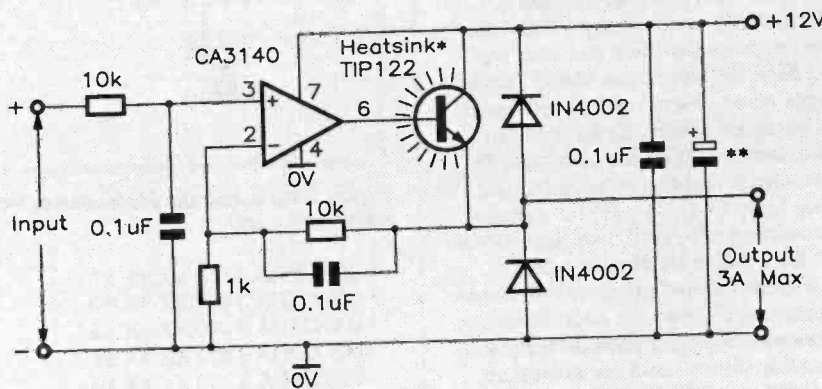 +12V
Heatsink*
TIP122
CA3140
10k
+
3
+
7
6
2
−
4
0V
IN4002
0.1uF
+
**
Input
0.1uF
10k
1k
0.1uF
IN4002
Output
3A Max
−
0V